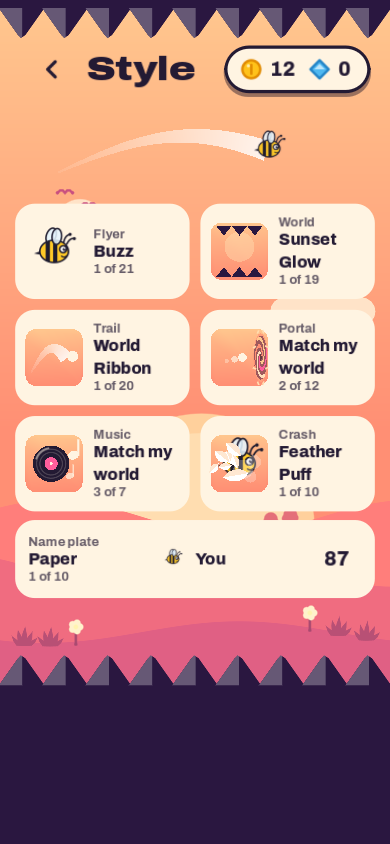 Style
12
0
Flyer
Buzz
1 of 21
World
Sunset
Glow
1 of 19
Trail
World
Ribbon
1 of 20
Portal
Match my
world
2 of 12
Music
Match my
world
3 of 7
Crash
Feather
Puff
1 of 10
Nameplate
Paper
1 of 10
You
87